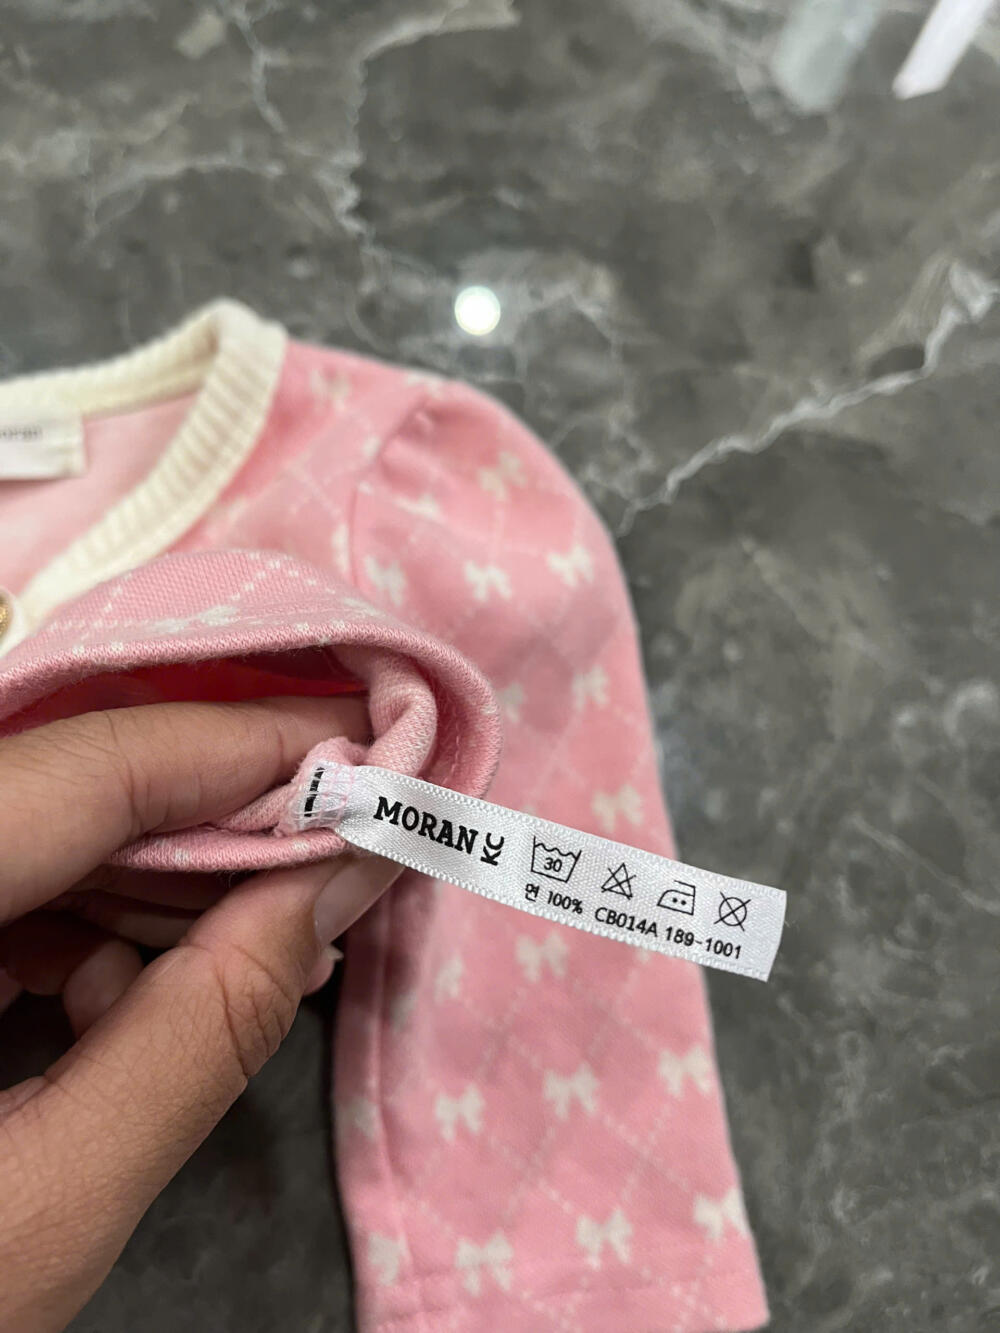 MORAN KC
30
면 100% CB014A 189-1001